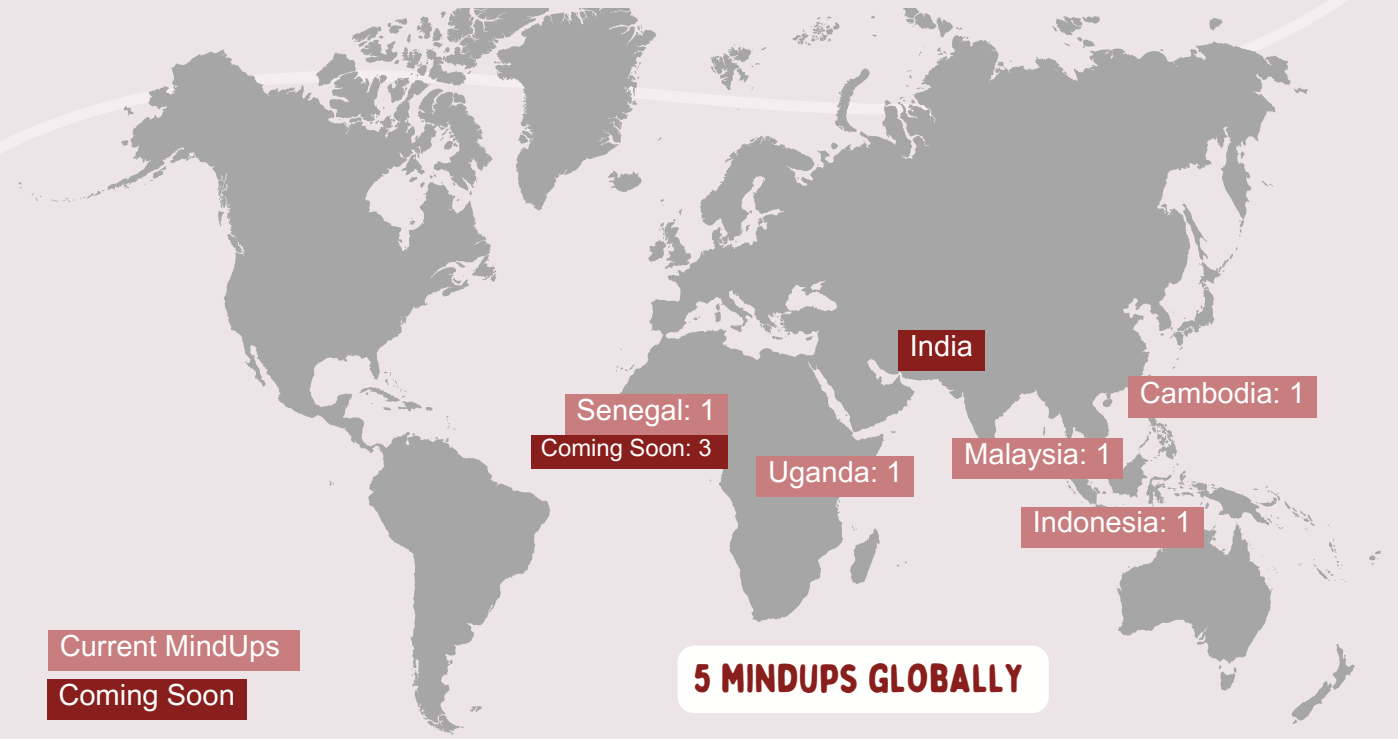 India
Cambodia: 1
Senegal: 1
Coming Soon: 3
Malaysia: 1
Uganda: 1
Indonesia: 1
Current MindUps
Coming Soon
5 MINDUPS GLOBALLY